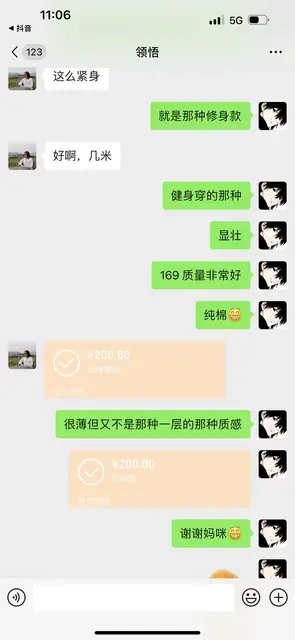 11:06
5G
抖音
123
领悟
这么紧身
就是那种修身款
好啊，几米
健身穿的那种
显壮
169 质量非常好
纯棉
¥200.00
很薄但又不是那种一层的那种质感
¥200.00
谢谢妈咪